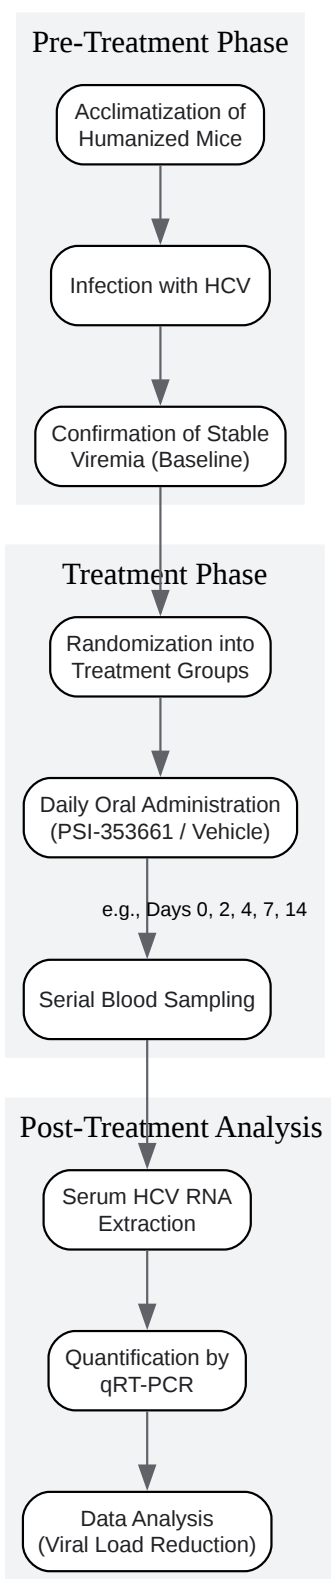 Pre-Treatment Phase
Acclimatization of
Humanized Mice
Infection with HCV
Confirmation of Stable
Viremia (Baseline)
Treatment Phase
Randomization into
Treatment Groups
Daily Oral Administration
(PSI-353661 / Vehicle)
e.g., Days 0, 2, 4, 7, 14
Serial Blood Sampling
Post-Treatment Analysis
Serum HCV RNA
Extraction
Quantification by
qRT-PCR
Data Analysis
(Viral Load Reduction)